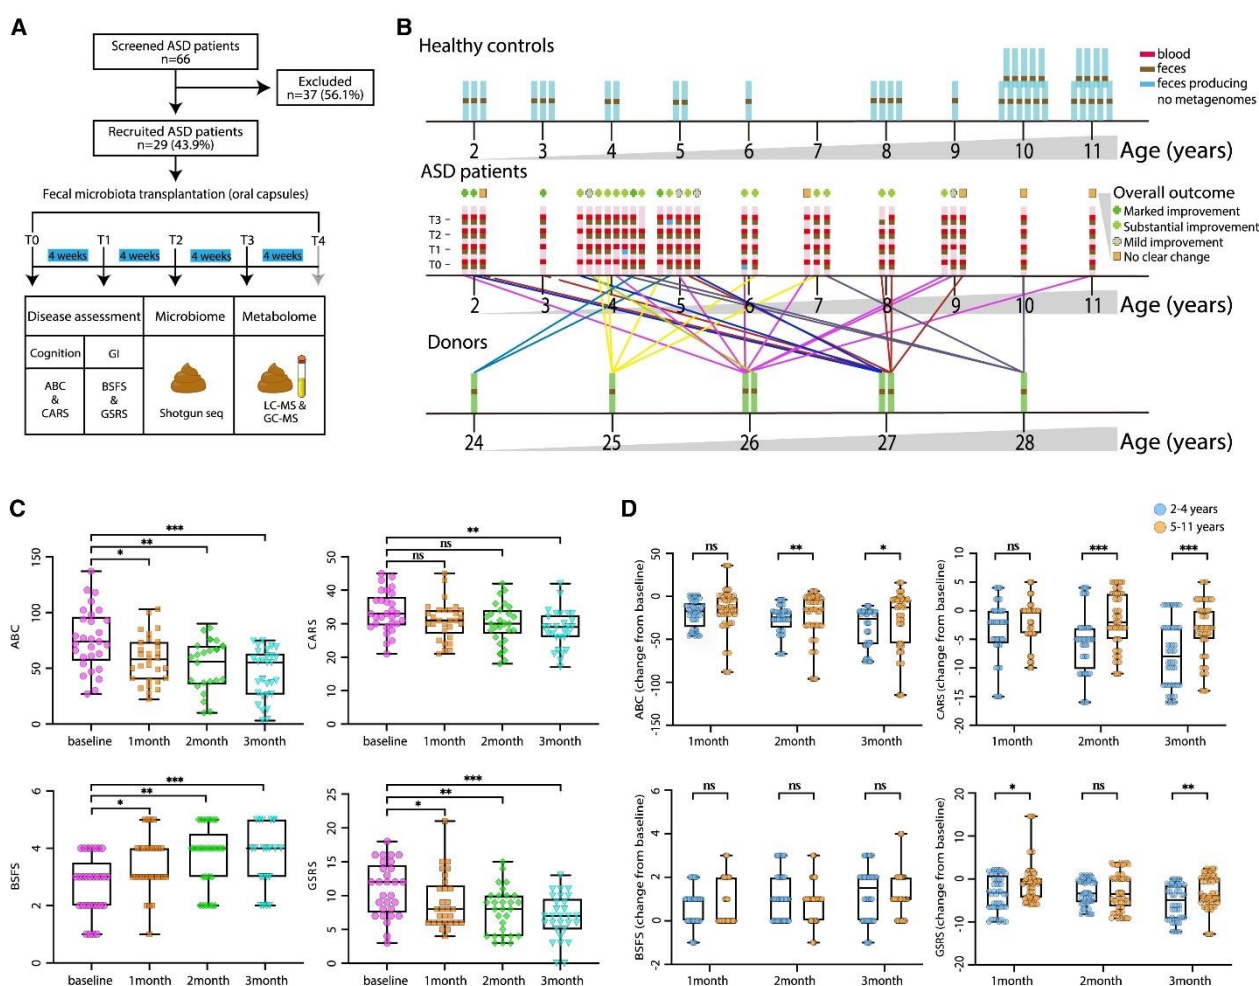 A
Screened ASD patients
n=66
Excluded
n=37 (56.1%)
Recruited ASD patients
n=29 (43.9%)
Fecal microbiota transplantation (oral capsules)
T0 T1 T2 T3 T4
4 weeks 4 weeks 4 weeks 4 weeks
Disease assessment Microbiome Metabolome
Cognition GI
ABC & CARS
BSFS & GSRS
Shotgun seq
LC-MS &
GC-MS
B
Healthy controls
blood
feces
feces producing
no metagenomes
2 3 4 5 6 7 8 9 10 11 Age (years)
ASD patients
Overall outcome
Marked improvement
Substantial improvement
Mild improvement
No clear change
T3
T2
T1
T0
2 3 4 5 6 7 8 9 10 11 Age (years)
Donors
24 25 26 27 28 Age (years)
C
***
**
*
150
100
50
0
ABC
baseline 1month 2month 3month
**
ns
ns
50
40
30
20
10
0
CARS
baseline 1month 2month 3month
***
**
*
6
4
2
0
BSFS
baseline 1month 2month 3month
***
**
*
25
20
15
10
5
0
GSRS
baseline 1month 2month 3month
D
2-4 years
5-11 years
ns ** *
50
0
-50
-100
-150
ABC (change from baseline)
1month 2month 3month
ns *** ***
10
5
-0
-5
-10
-15
-20
CARS (change from baseline)
1month 2month 3month
ns ns ns
6
4
2
0
-2
BSFS (change from baseline)
1month 2month 3month
* ns **
20
10
0
-10
-20
GSRS (change from baseline)
1month 2month 3month